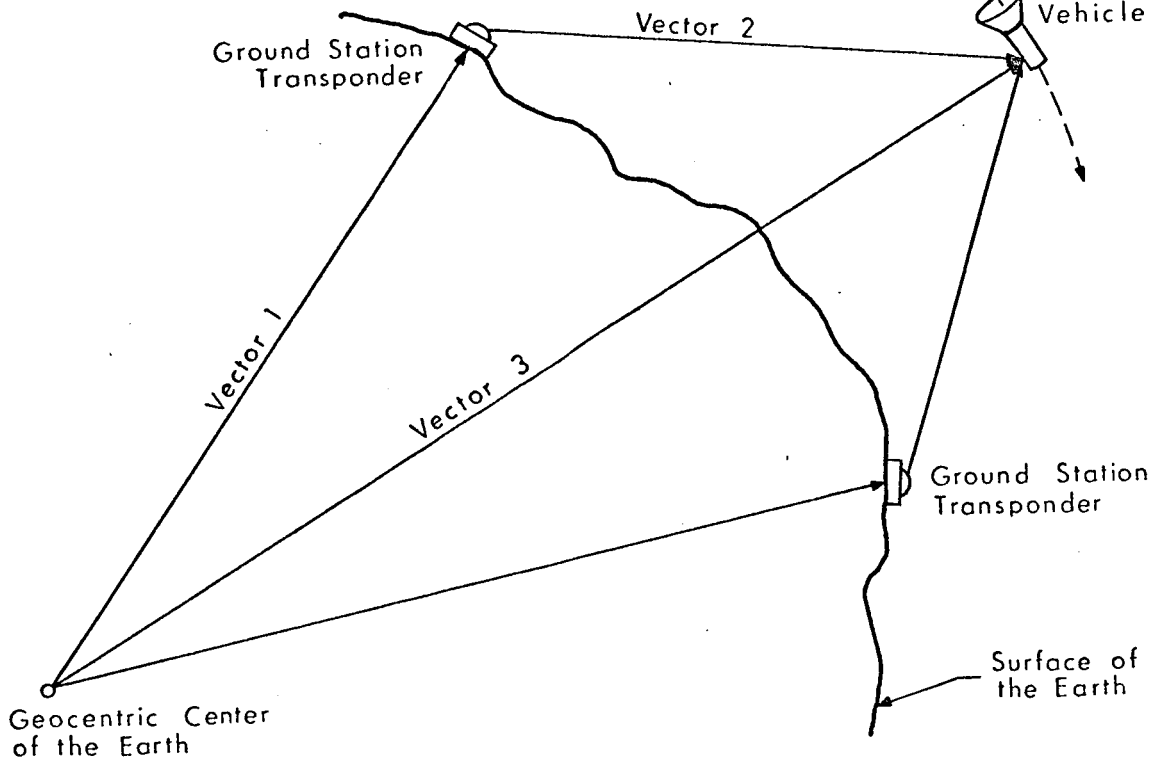 Vector 2
Vehicle
Ground Station
Transponder
Vector 1
Vector 3
Ground Station
Transponder
Surface of
the Earth
Geocentric Center
of the Earth